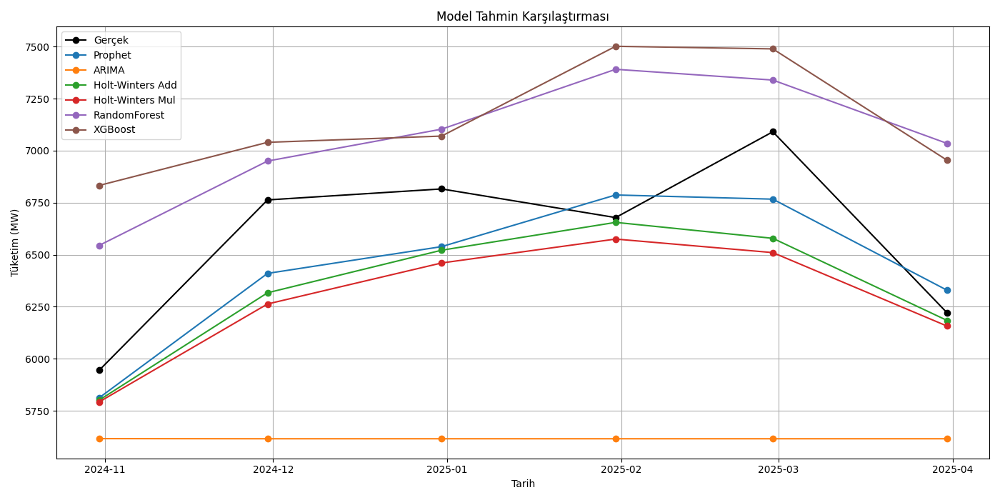 Model Tahmin Karşılaştırması
Gerçek
Prophet
ARIMA
Holt-Winters Add
Holt-Winters Mul
RandomForest
XGBoost
Tüketim (MW)
7500
7250
7000
6750
6500
6250
6000
5750
2024-11 2024-12 2025-01 2025-02 2025-03 2025-04
Tarih